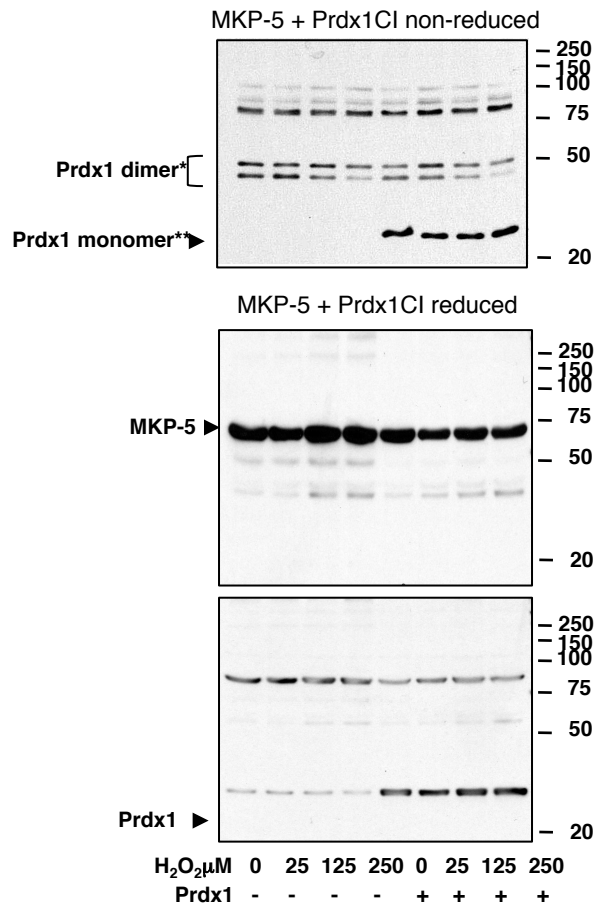 MKP-5 + Prdx1CI non-reduced
250
150
100
75
Prdx1 dimer*
50
Prdx1 monomer**
20
MKP-5 + Prdx1CI reduced
250
150
100
MKP-5
75
50
20
250
150
100
75
50
Prdx1
20
H₂O₂µM 0 25 125 250 0 25 125 250
Prdx1 - - - - + + + +